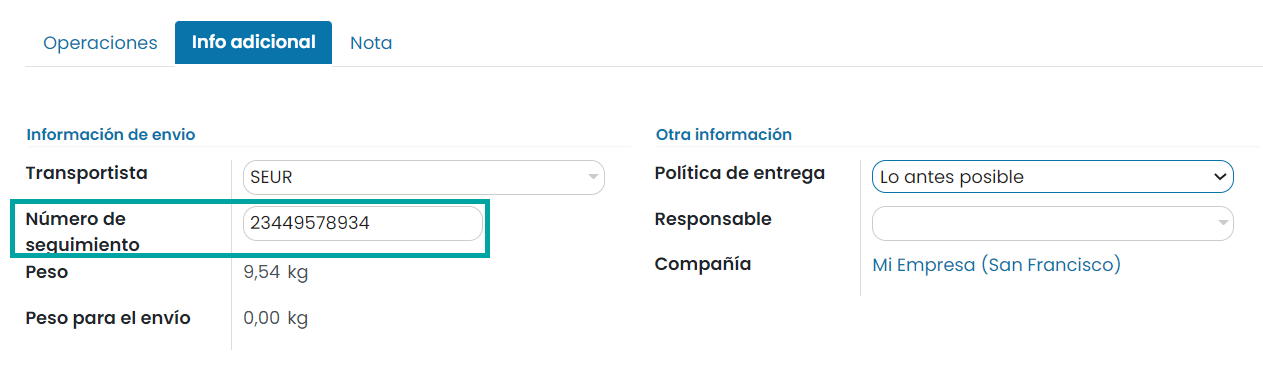 Operaciones Info adicional Nota
Información de envio
Transportista SEUR
Número de seguimiento 23449578934
Peso 9,54 kg
Peso para el envío 0,00 kg
Otra información
Política de entrega Lo antes posible
Responsable
Compañía Mi Empresa (San Francisco)